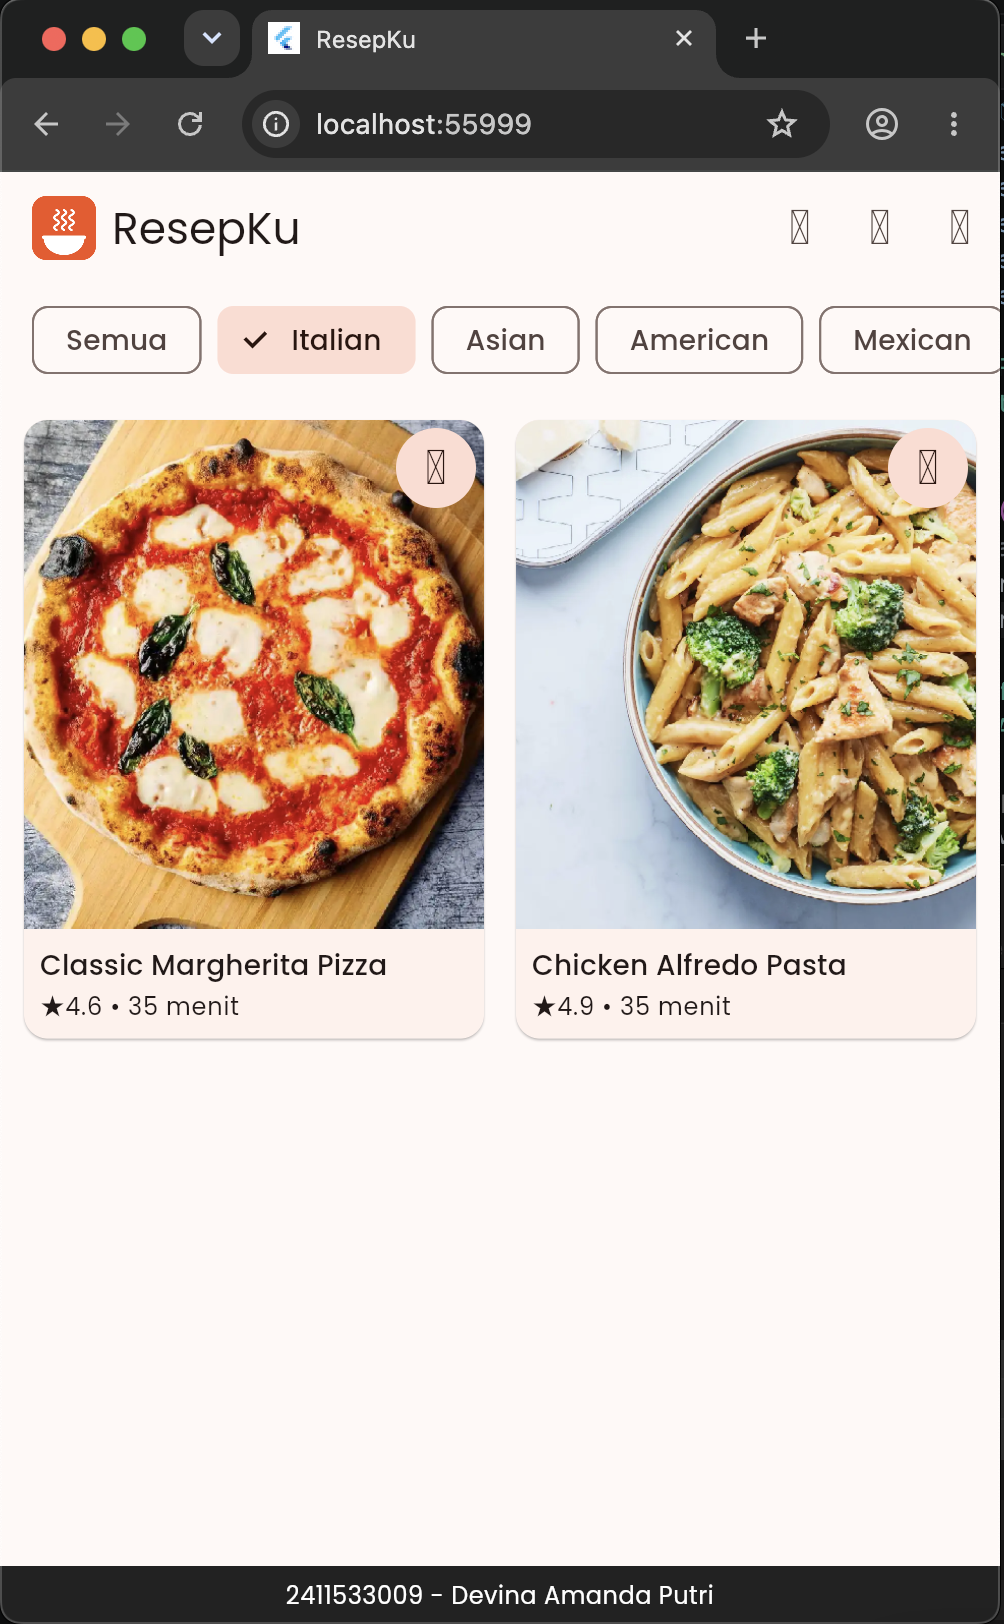 ResepKu
localhost:55999
ResepKu
Semua
Italian
Asian
American
Mexican
Classic Margherita Pizza
★4.6 • 35 menit
Chicken Alfredo Pasta
★4.9 • 35 menit
2411533009 - Devina Amanda Putri